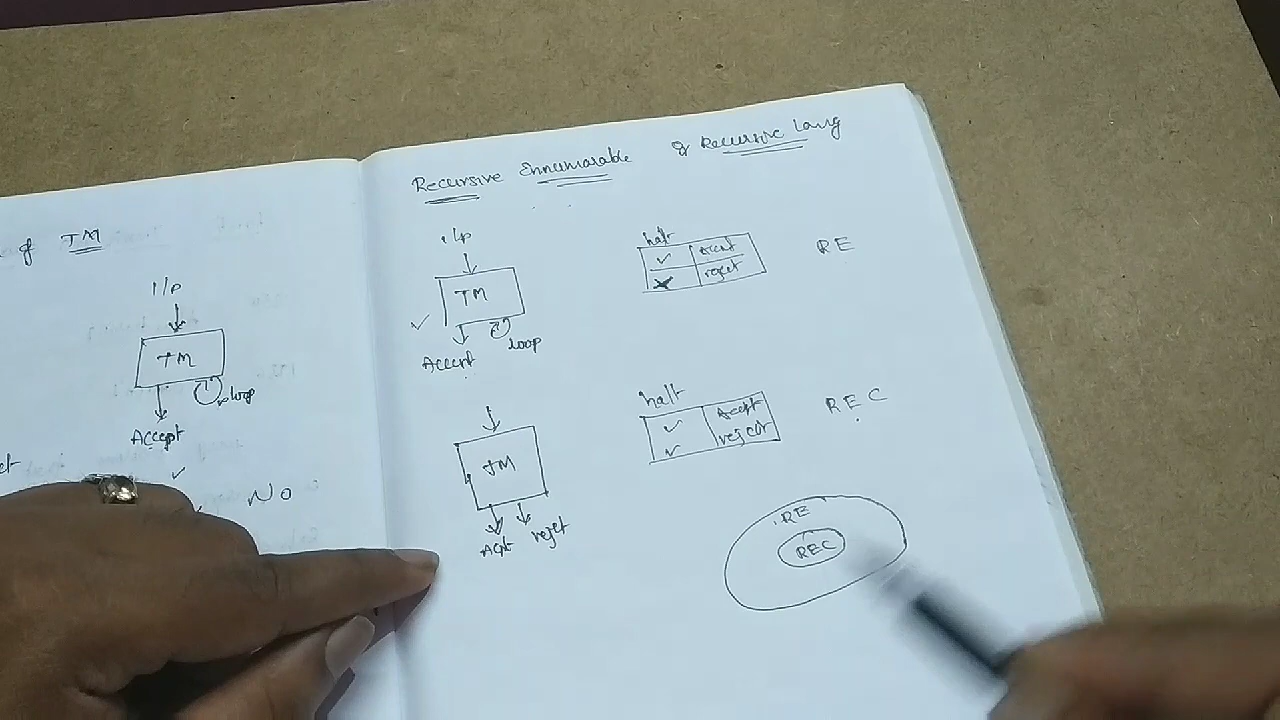 of TM
I/p
TM
loop
Accept
No
Recursive Ennumarable & Recursive Lang
i/p
TM
Accept
loop
halt
Accept
reject
RE
TM
Acpt reject
halt
Accept
reject
REC
RE
REC